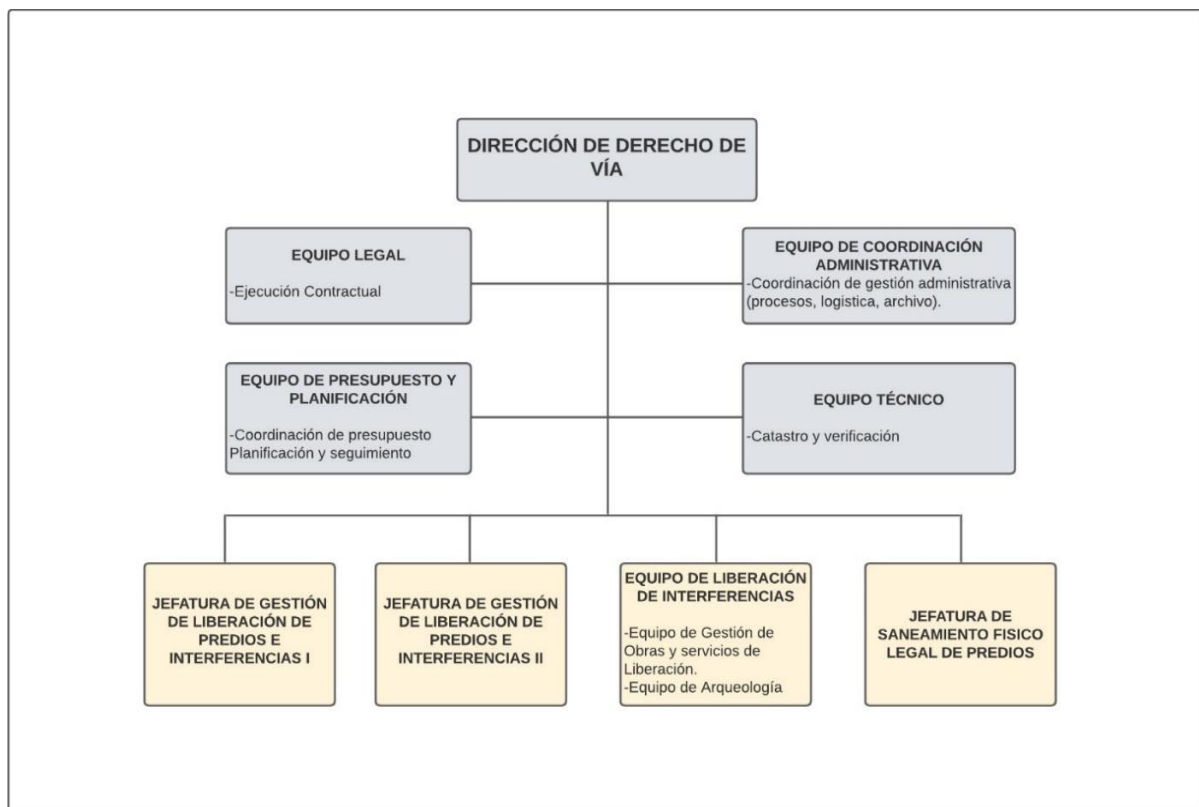 DIRECCIÓN DE DERECHO DE
VÍA
EQUIPO LEGAL
-Ejecución Contractual
EQUIPO DE COORDINACIÓN
ADMINISTRATIVA
-Coordinación de gestión administrativa
(procesos, logistica, archivo).
EQUIPO DE PRESUPUESTO Y
PLANIFICACIÓN
-Coordinación de presupuesto
Planificación y seguimiento
EQUIPO TÉCNICO
-Catastro y verificación
JEFATURA DE GESTIÓN
DE LIBERACIÓN DE
PREDIOS E
INTERFERENCIAS I
JEFATURA DE GESTIÓN
DE LIBERACIÓN DE
PREDIOS E
INTERFERENCIAS II
EQUIPO DE LIBERACIÓN
DE INTERFERENCIAS
-Equipo de Gestión de
Obras y servicios de
Liberación.
-Equipo de Arqueología
JEFATURA DE
SANEAMIENTO FISICO
LEGAL DE PREDIOS